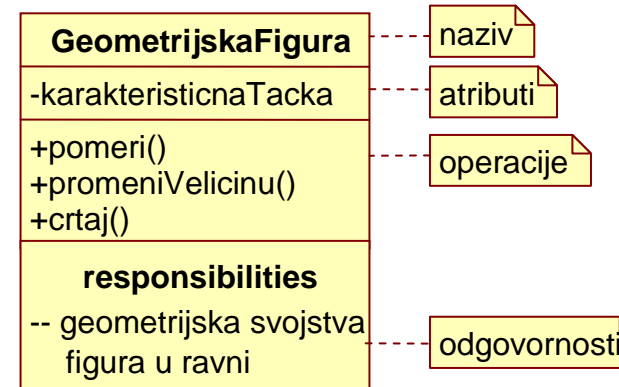 GeometrijskaFigura
naziv
-karakteristicnaTacka
atributi
+pomeri()
operacije
+promeniVelicinu()
+crtaj()
responsibilities
-- geometrijska svojstva
figura u ravni
odgovornosti